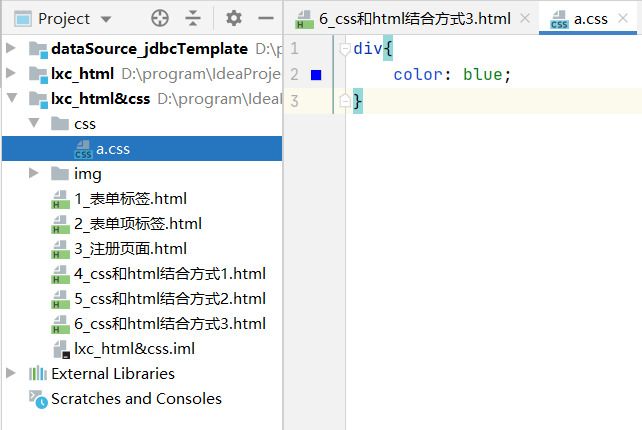 Project
dataSource_jdbcTemplate D:\p
lxc_html D:\program\IdeaProje
lxc_html&css D:\program\Ideal
css
a.css
img
1_表单标签.html
2_表单项标签.html
3_注册页面.html
4_css和html结合方式1.html
5_css和html结合方式2.html
6_css和html结合方式3.html
lxc_html&css.iml
External Libraries
Scratches and Consoles
6_css和html结合方式3.html
a.css
1 div{
2 color: blue;
3 }